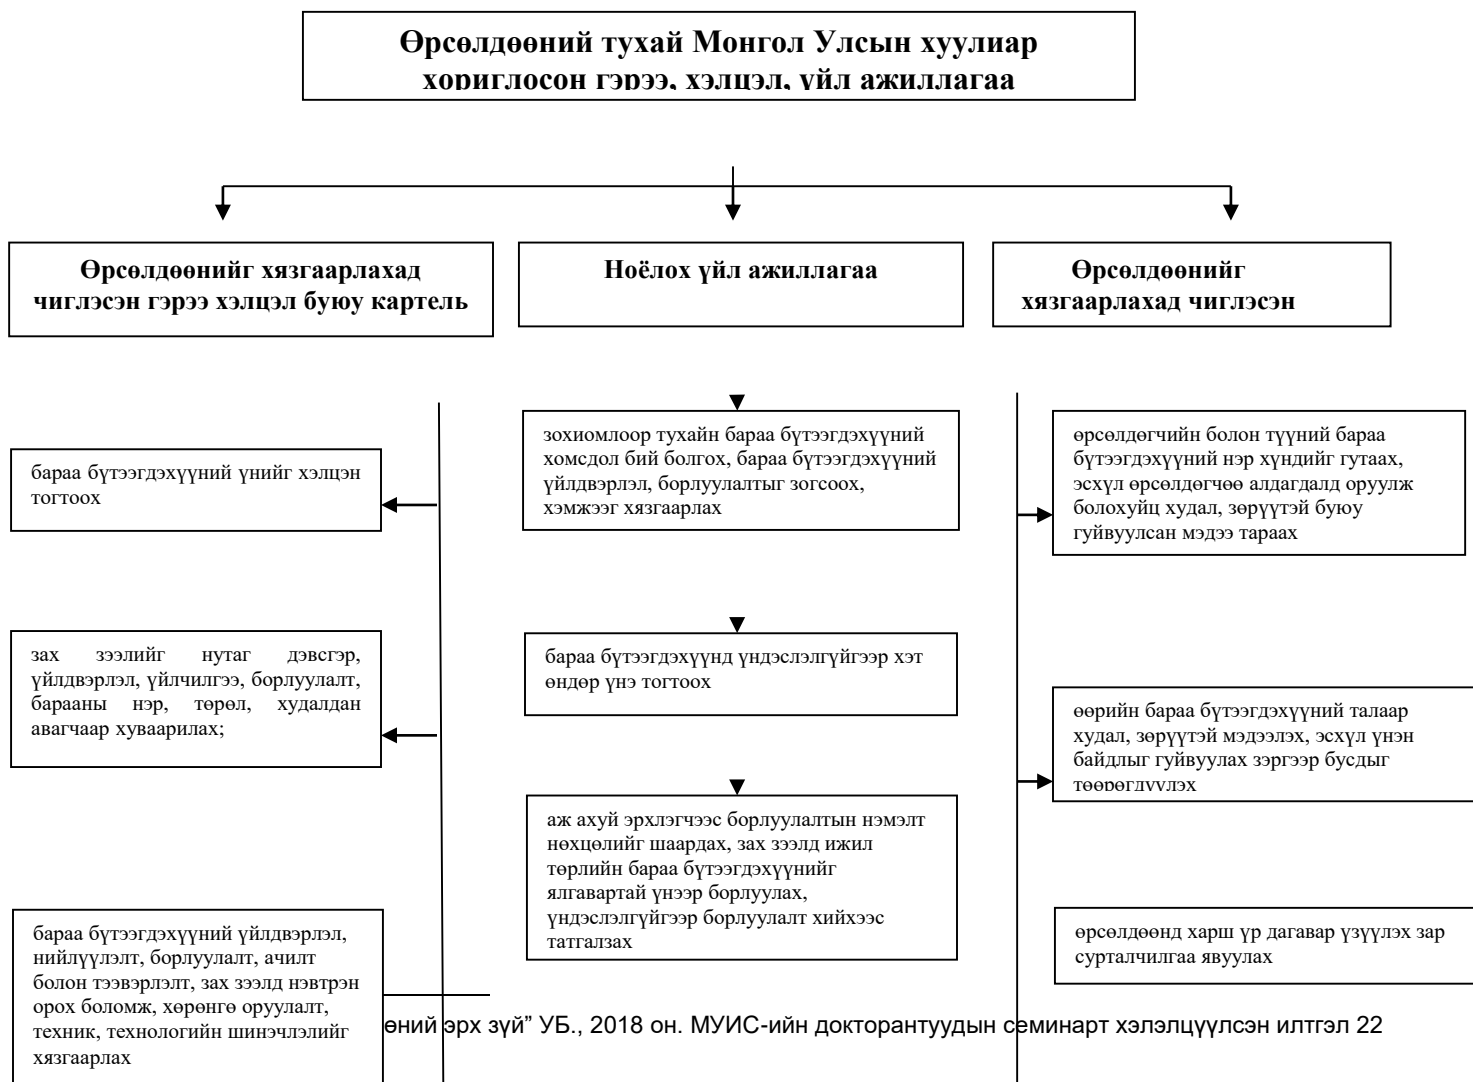 Өрсөлдөөний тухай Монгол Улсын хуулиар
хориглосон гэрээ, хэлцэл, үйл ажиллагаа
Өрсөлдөөнийг хязгаарлахад
чиглэсэн гэрээ хэлцэл буюу картель
Ноёлох үйл ажиллагаа
Өрсөлдөөнийг
хязгаарлахад чиглэсэн
бараа бүтээгдэхүүний үнийг хэлцэн
тогтоох
зах зээлийг нутаг дэвсгэр,
үйлдвэрлэл, үйлчилгээ, борлуулалт,
барааны нэр, төрөл, худалдан
авагчаар хуваарилах;
бараа бүтээгдэхүүний үйлдвэрлэл,
нийлүүлэлт, борлуулалт, ачилт
болон тээвэрлэлт, зах зээлд нэвтрэн
орох боломж, хөрөнгө оруулалт,
техник, технологийн шинэчлэлийг
хязгаарлах
зохиомлоор тухайн бараа бүтээгдэхүүний
хомсдол бий болгох, бараа бүтээгдэхүүний
үйлдвэрлэл, борлуулалтыг зогсоох,
хэмжээг хязгаарлах
бараа бүтээгдэхүүнд үндэслэлгүйгээр хэт
өндөр үнэ тогтоох
аж ахуй эрхлэгчээс борлуулалтын нэмэлт
нөхцөлийг шаардах, зах зээлд ижил
төрлийн бараа бүтээгдэхүүнийг
ялгавартай үнээр борлуулах,
үндэслэлгүйгээр борлуулалт хийхээс
татгалзах
өрсөлдөгчийн болон түүний бараа
бүтээгдэхүүний нэр хүндийг гутаах,
эсхүл өрсөлдөгчөө алдагдалд оруулж
болохуйц худал, зөрүүтэй буюу
гуйвуулсан мэдээ тараах
өөрийн бараа бүтээгдэхүүний талаар
худал, зөрүүтэй мэдээлэх, эсхүл үнэн
байдлыг гуйвуулах зэргээр бусдыг
төөрөгдүүлэх
өрсөлдөөнд харш үр дагавар үзүүлэх зар
сурталчилгаа явуулах
өний эрх зүй” УБ., 2018 он. МУИС-ийн докторантуудын семинарт хэлэлцүүлсэн илтгэл 22